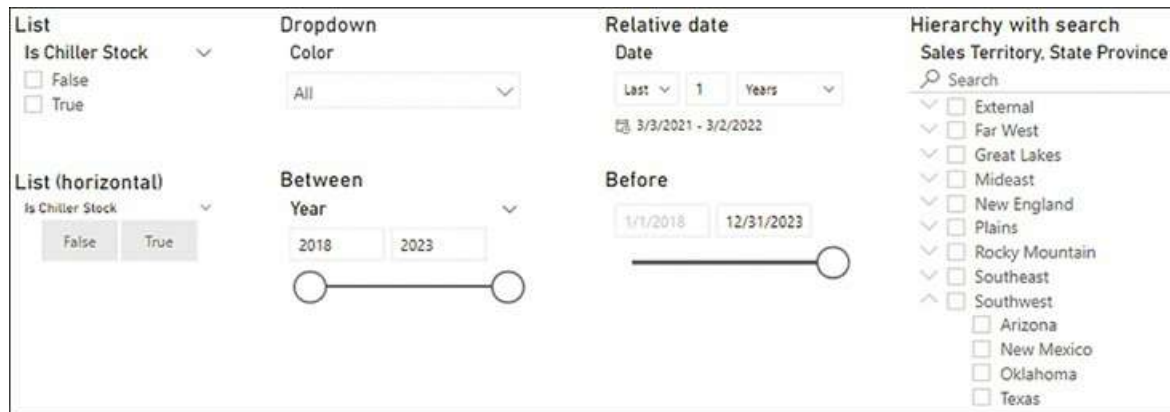 List
Is Chiller Stock
False
True
Dropdown
Color
All
Relative date
Date
Last 1 Years
3/3/2021 - 3/2/2022
Hierarchy with search
Sales Territory, State Province
Search
External
Far West
Great Lakes
Mideast
New England
Plains
Rocky Mountain
Southeast
Southwest
Arizona
New Mexico
Oklahoma
Texas
List (horizontal)
Is Chiller Stock
False True
Between
Year
2018 2023
Before
1/1/2018 12/31/2023